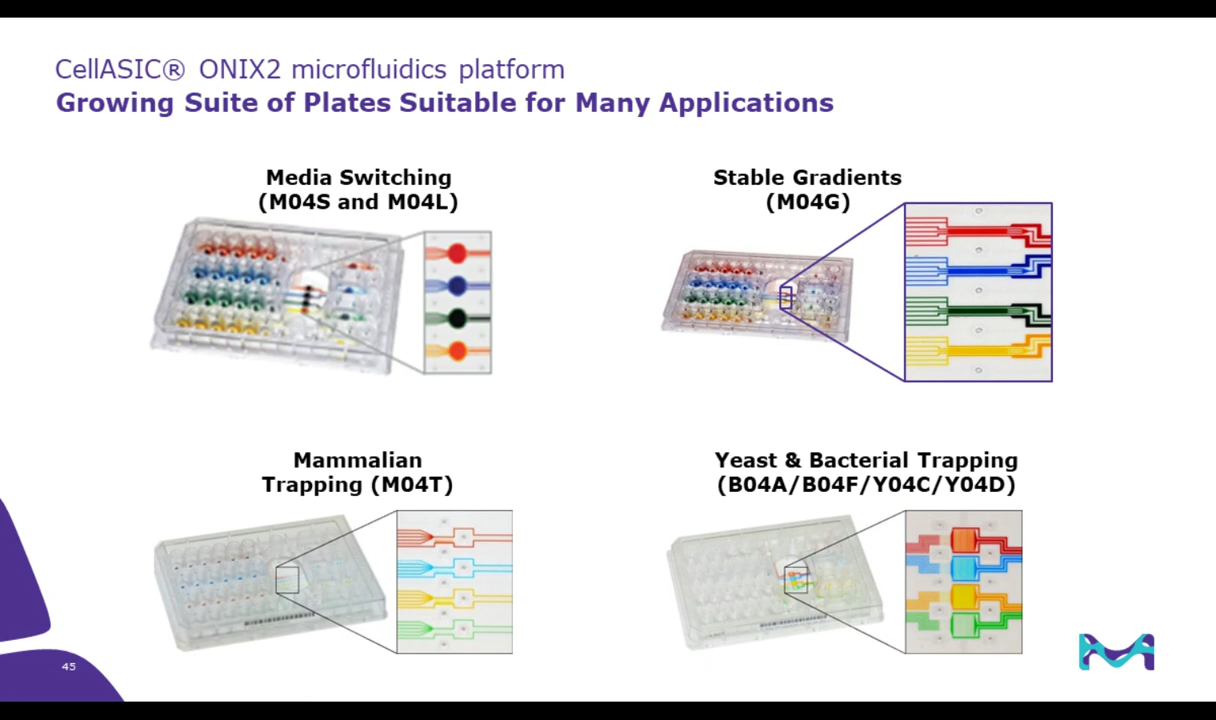 CellASIC® ONIX2 microfluidics platform
Growing Suite of Plates Suitable for Many Applications
Media Switching
(M04S and M04L)
Stable Gradients
(M04G)
Mammalian
Trapping (M04T)
Yeast & Bacterial Trapping
(B04A/B04F/Y04C/Y04D)
45